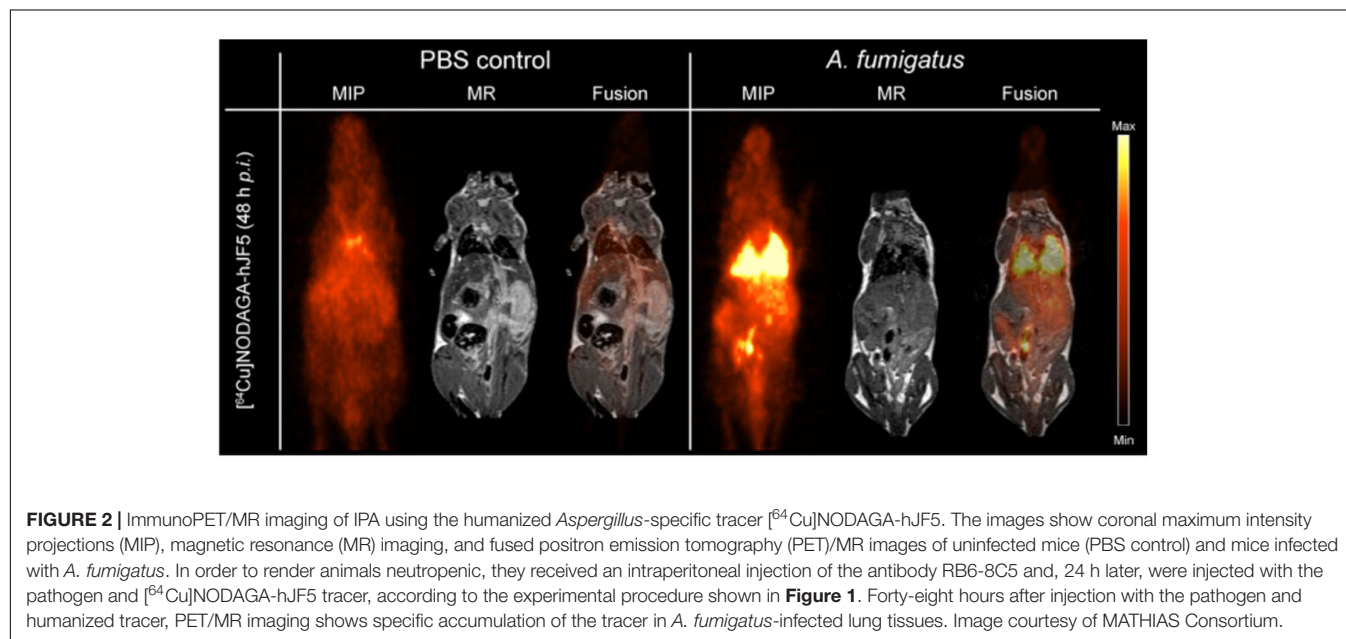 PBS control
A. fumigatus
MIP
MR
Fusion
MIP
MR
Fusion
[⁶⁴Cu]NODAGA-hJF5 (48 h p.i.)
Max
Min
FIGURE 2 | ImmunoPET/MR imaging of IPA using the humanized Aspergillus-specific tracer [⁶⁴Cu]NODAGA-hJF5. The images show coronal maximum intensity
projections (MIP), magnetic resonance (MR) imaging, and fused positron emission tomography (PET)/MR images of uninfected mice (PBS control) and mice infected
with A. fumigatus. In order to render animals neutropenic, they received an intraperitoneal injection of the antibody RB6-8C5 and, 24 h later, were injected with the
pathogen and [⁶⁴Cu]NODAGA-hJF5 tracer, according to the experimental procedure shown in Figure 1. Forty-eight hours after injection with the pathogen and
humanized tracer, PET/MR imaging shows specific accumulation of the tracer in A. fumigatus-infected lung tissues. Image courtesy of MATHIAS Consortium.